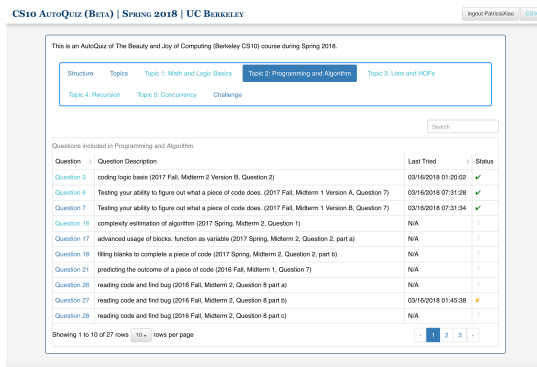 CS10 AUTOQUIZ (BETA) | SPRING 2018 | UC BERKELEY
logout PatriciaXiao CS10
This is an AutoQuiz of The Beauty and Joy of Computing (Berkeley CS10) course during Spring 2018.
Structure Topics Topic 1: Math and Logic Basics Topic 2: Programming and Algorithm Topic 3: Lists and HOFs
Topic 4: Recursion Topic 5: Concurrency Challenge
Search
Questions included in Programming and Algorithm
Question Question Description Last Tried Status
Question 3 coding logic basis (2017 Fall, Midterm 2 Version B, Question 2) 03/16/2018 01:20:02 ✔
Question 6 Testing your ability to figure out what a piece of code does. (2017 Fall, Midterm 1 Version A, Question 7) 03/16/2018 07:31:28 ✔
Question 7 Testing your ability to figure out what a piece of code does. (2017 Fall, Midterm 1 Version B, Question 7) 03/16/2018 07:31:34 ✔
Question 16 complexity esitimation of algorithm (2017 Spring, Midterm 2, Question 1) N/A
Question 17 advanced usage of blocks: function as variable (2017 Spring, Midterm 2, Question 2, part a) N/A
Question 18 filling blanks to complete a piece of code (2017 Spring, Midterm 2, Question 2, part b) N/A
Question 21 predicting the outcome of a piece of code (2016 Fall, Midterm 1, Question 7) N/A
Question 26 reading code and find bug (2016 Fall, Midterm 2, Question 8 part a) N/A
Question 27 reading code and find bug (2016 Fall, Midterm 2, Question 8 part b) 03/16/2018 01:45:38 ✘
Question 28 reading code and find bug (2016 Fall, Midterm 2, Question 8 part c) N/A
Showing 1 to 10 of 27 rows 10 rows per page ‹ 1 2 3 ›